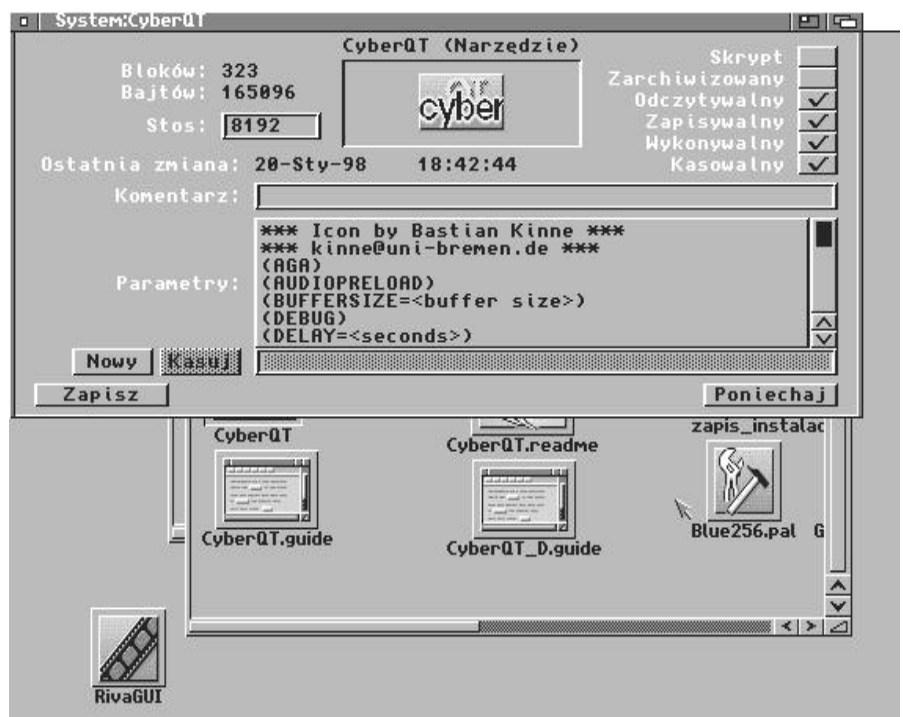 System:CyberQT
CyberQT (Narzędzie)
Bloków: 323
Bajtów: 165096
Stos: 8192
cyber
Skrypt
Zarchiwizowany
Odczytywalny
Zapisywalny
Wykonywalny
Kasowalny
Ostatnia zmiana: 20-Sty-98 18:42:44
Komentarz:
Parametry:
*** Icon by Bastian Kinne ***
*** kinne@uni-bremen.de ***
(AGA)
(AUDIOPRELOAD)
(BUFFERSIZE=<buffer size>)
(DEBUG)
(DELAY=<seconds>)
Nowy Kasuj
Zapisz Poniechaj
CyberQT
CyberQT.readme
zapis_instalac
CyberQT.guide
CyberQT_D.guide
Blue256.pal G
RivaGUI